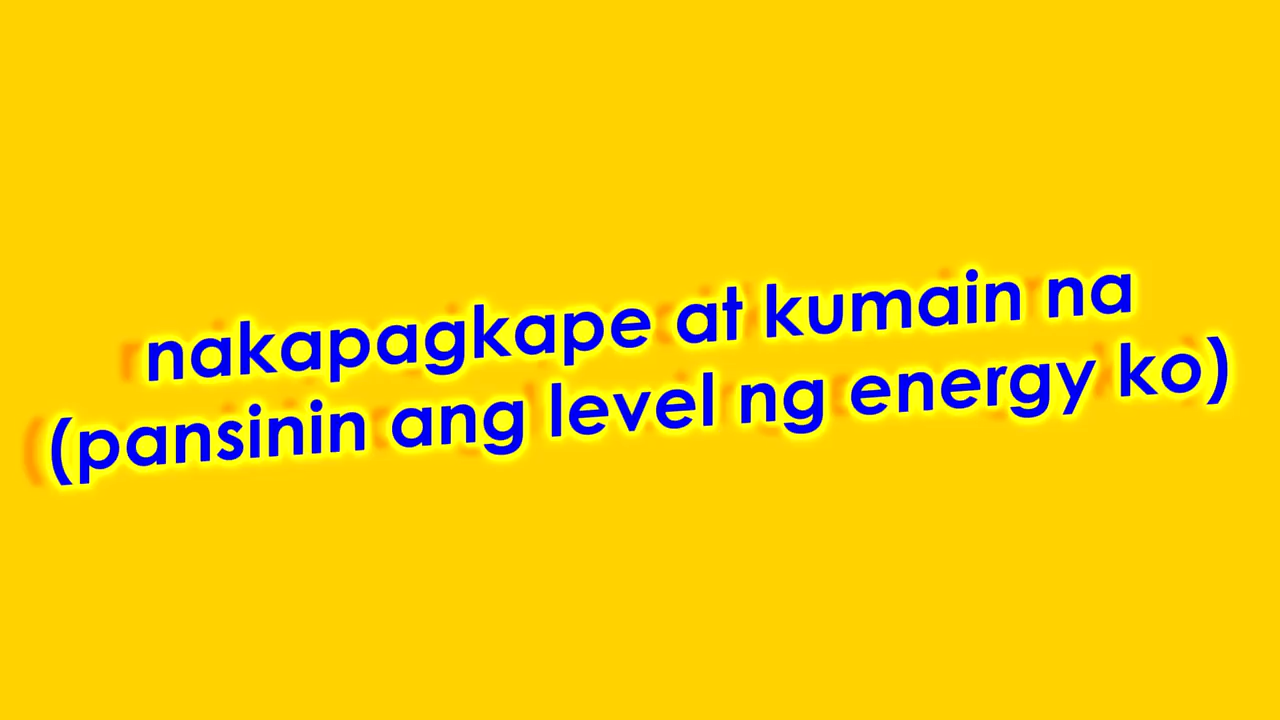 nakapagkape at kumain na
(pansinin ang level ng energy ko)